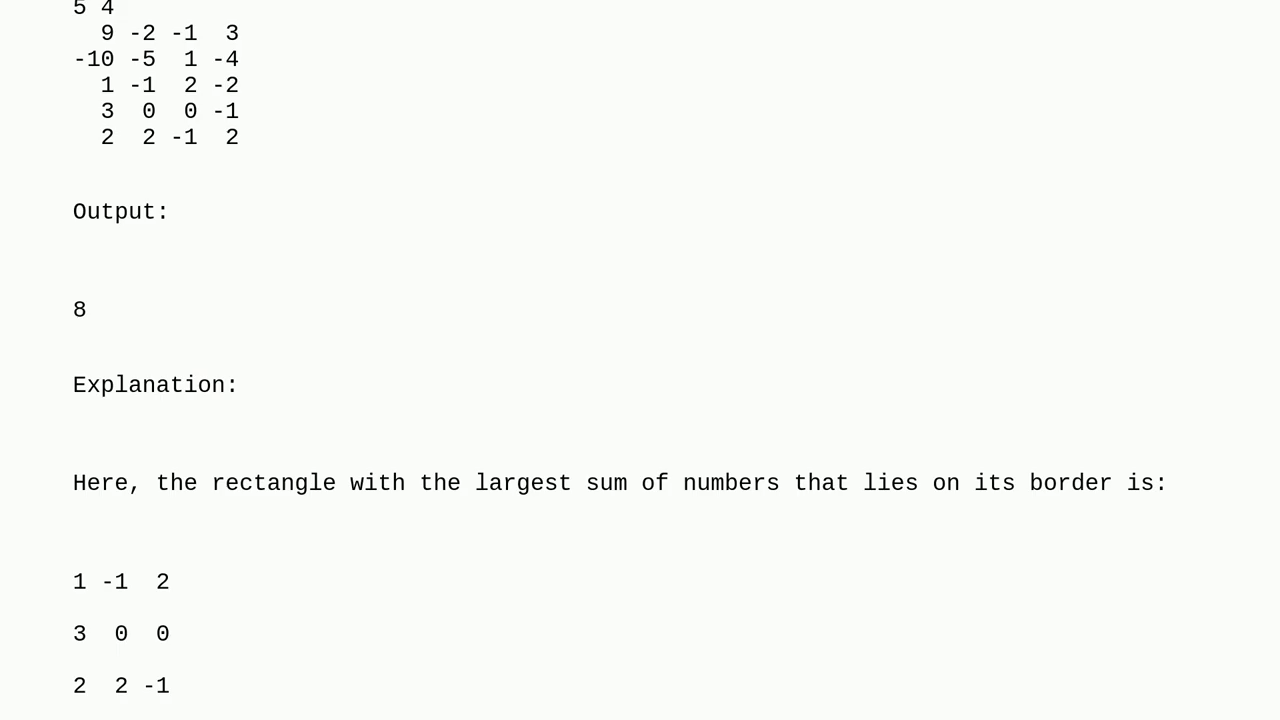 5 4
  9 -2 -1  3
-10 -5  1 -4
  1 -1  2 -2
  3  0  0 -1
  2  2 -1  2
Output:
8
Explanation:
Here, the rectangle with the largest sum of numbers that lies on its border is:
1 -1  2
3  0  0
2  2 -1